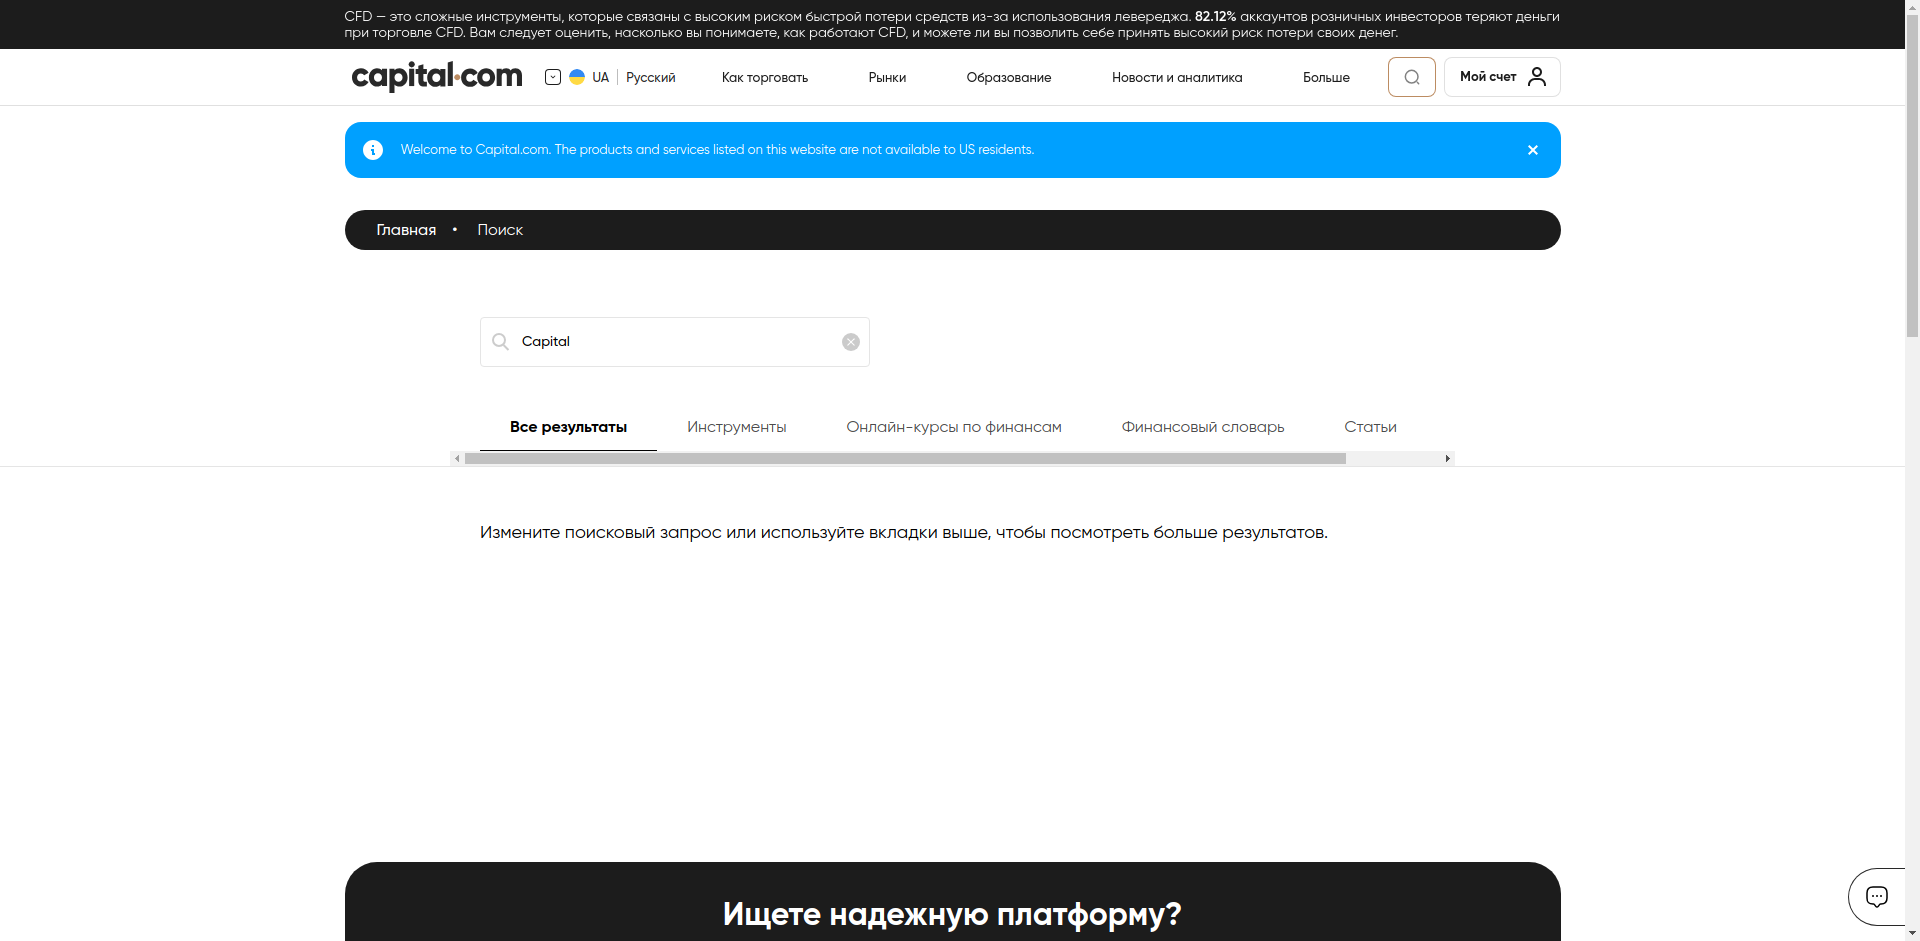 CFD — это сложные инструменты, которые связаны с высоким риском быстрой потери средств из-за использования левереджа. 82.12% аккаунтов розничных инвесторов теряют деньги
при торговле CFD. Вам следует оценить, насколько вы понимаете, как работают CFD, и можете ли вы позволить себе принять высокий риск потери своих денег.
capital.com UA Русский Как торговать Рынки Образование Новости и аналитика Больше Мой счет
Welcome to Capital.com. The products and services listed on this website are not available to US residents.
Главная • Поиск
Capital
Все результаты Инструменты Онлайн-курсы по финансам Финансовый словарь Статьи
Измените поисковый запрос или используйте вкладки выше, чтобы посмотреть больше результатов.
Ищете надежную платформу?